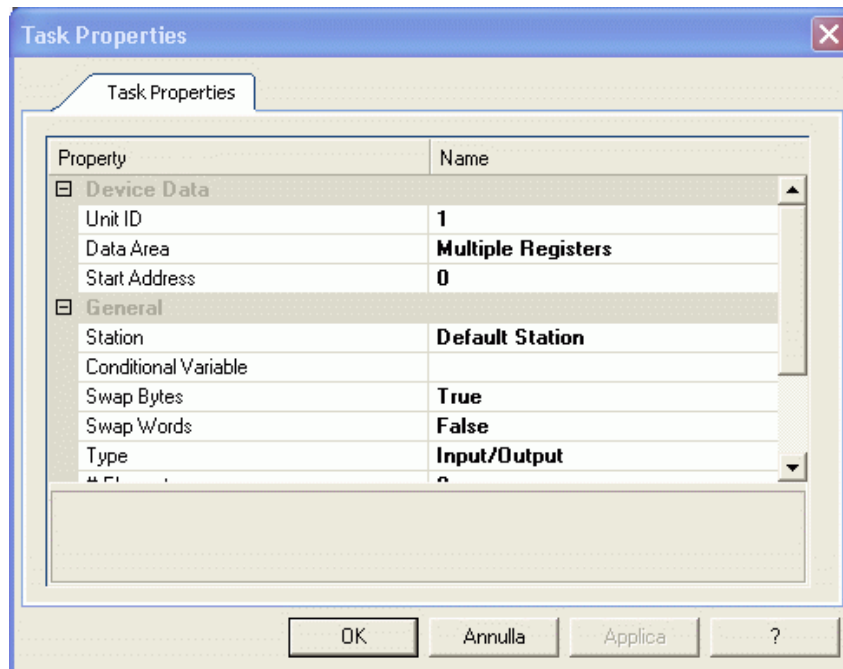 Task Properties
Task Properties
Property Name
Device Data
Unit ID 1
Data Area Multiple Registers
Start Address 0
General
Station Default Station
Conditional Variable
Swap Bytes True
Swap Words False
Type Input/Output
OK Annulla Applica ?